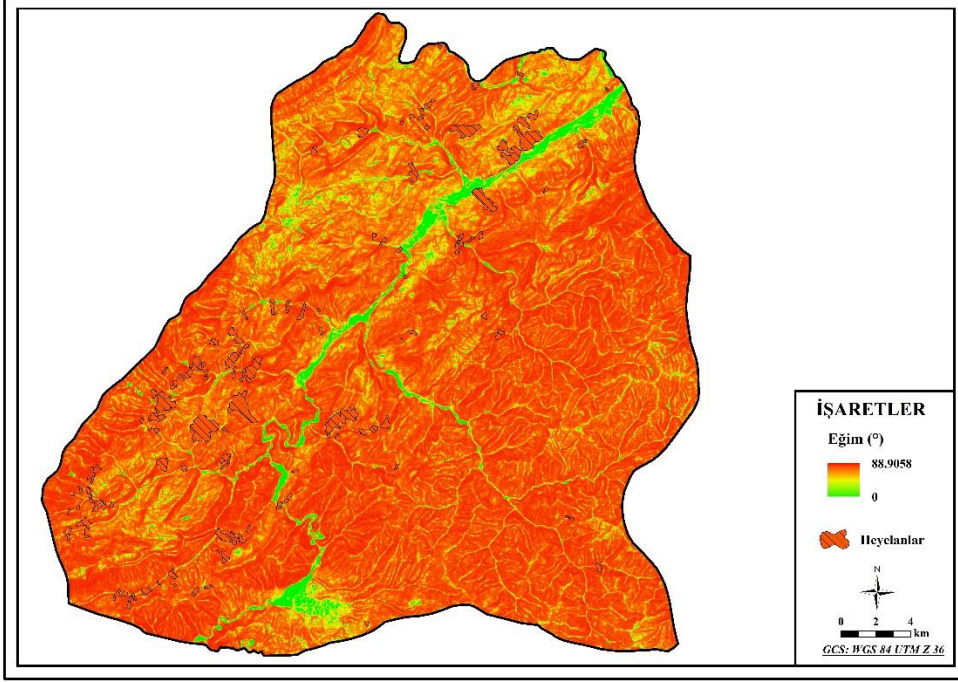 İŞARETLER
Eğim (°)
88.9058
0
Heyelanlar
N
0 2 4
km
GCS: WGS 84 UTM Z 36